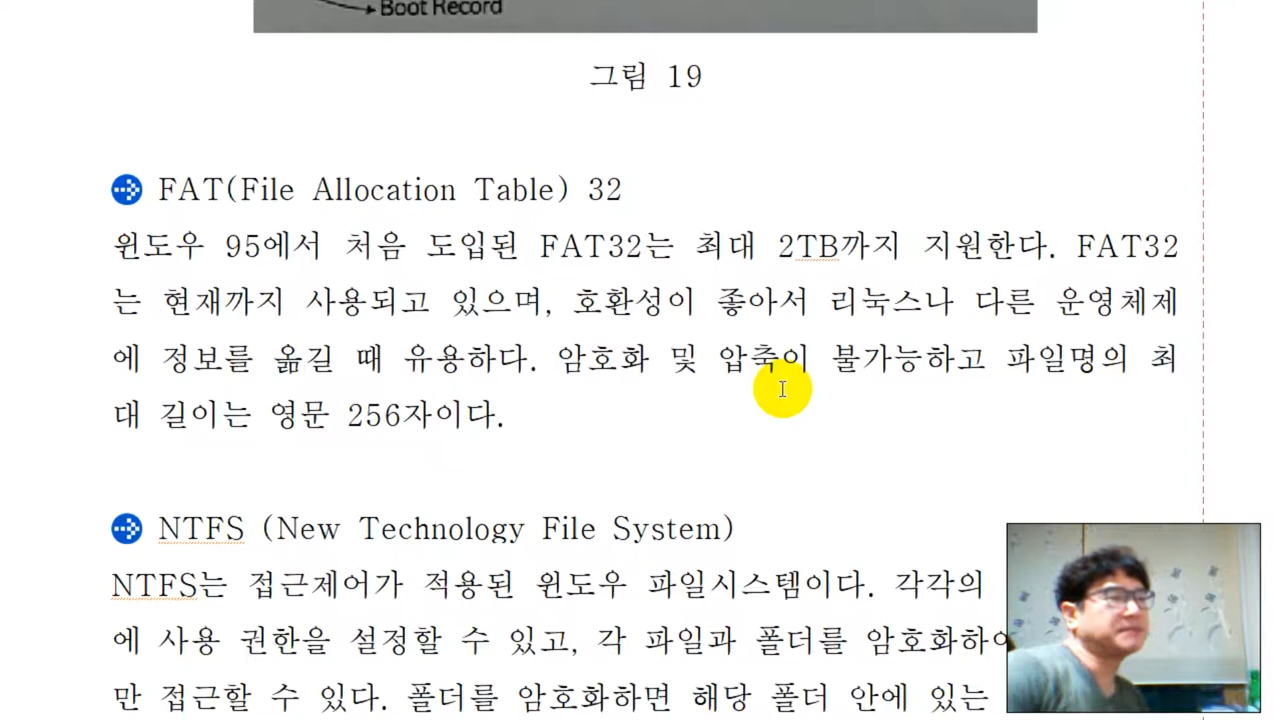 Boot Record
그림 19
FAT(File Allocation Table) 32
윈도우 95에서 처음 도입된 FAT32는 최대 2TB까지 지원한다. FAT32
는 현재까지 사용되고 있으며, 호환성이 좋아서 리눅스나 다른 운영체제
에 정보를 옮길 때 유용하다. 암호화 및 압축이 불가능하고 파일명의 최
대 길이는 영문 256자이다.
NTFS (New Technology File System)
NTFS는 접근제어가 적용된 윈도우 파일시스템이다. 각각의
에 사용 권한을 설정할 수 있고, 각 파일과 폴더를 암호화하
만 접근할 수 있다. 폴더를 암호화하면 해당 폴더 안에 있는